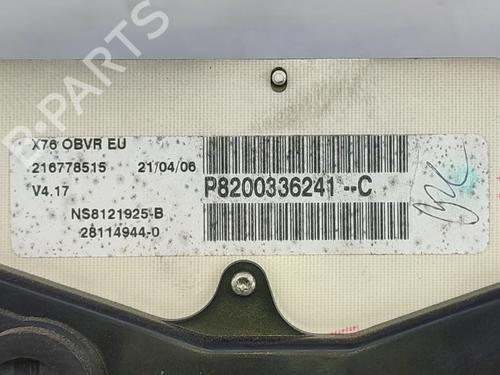 X76 OBVR EU
216778515 21/04/06
V4.17
P8200336241 --C
NS8121925-B
28114944-0
B-PARTS